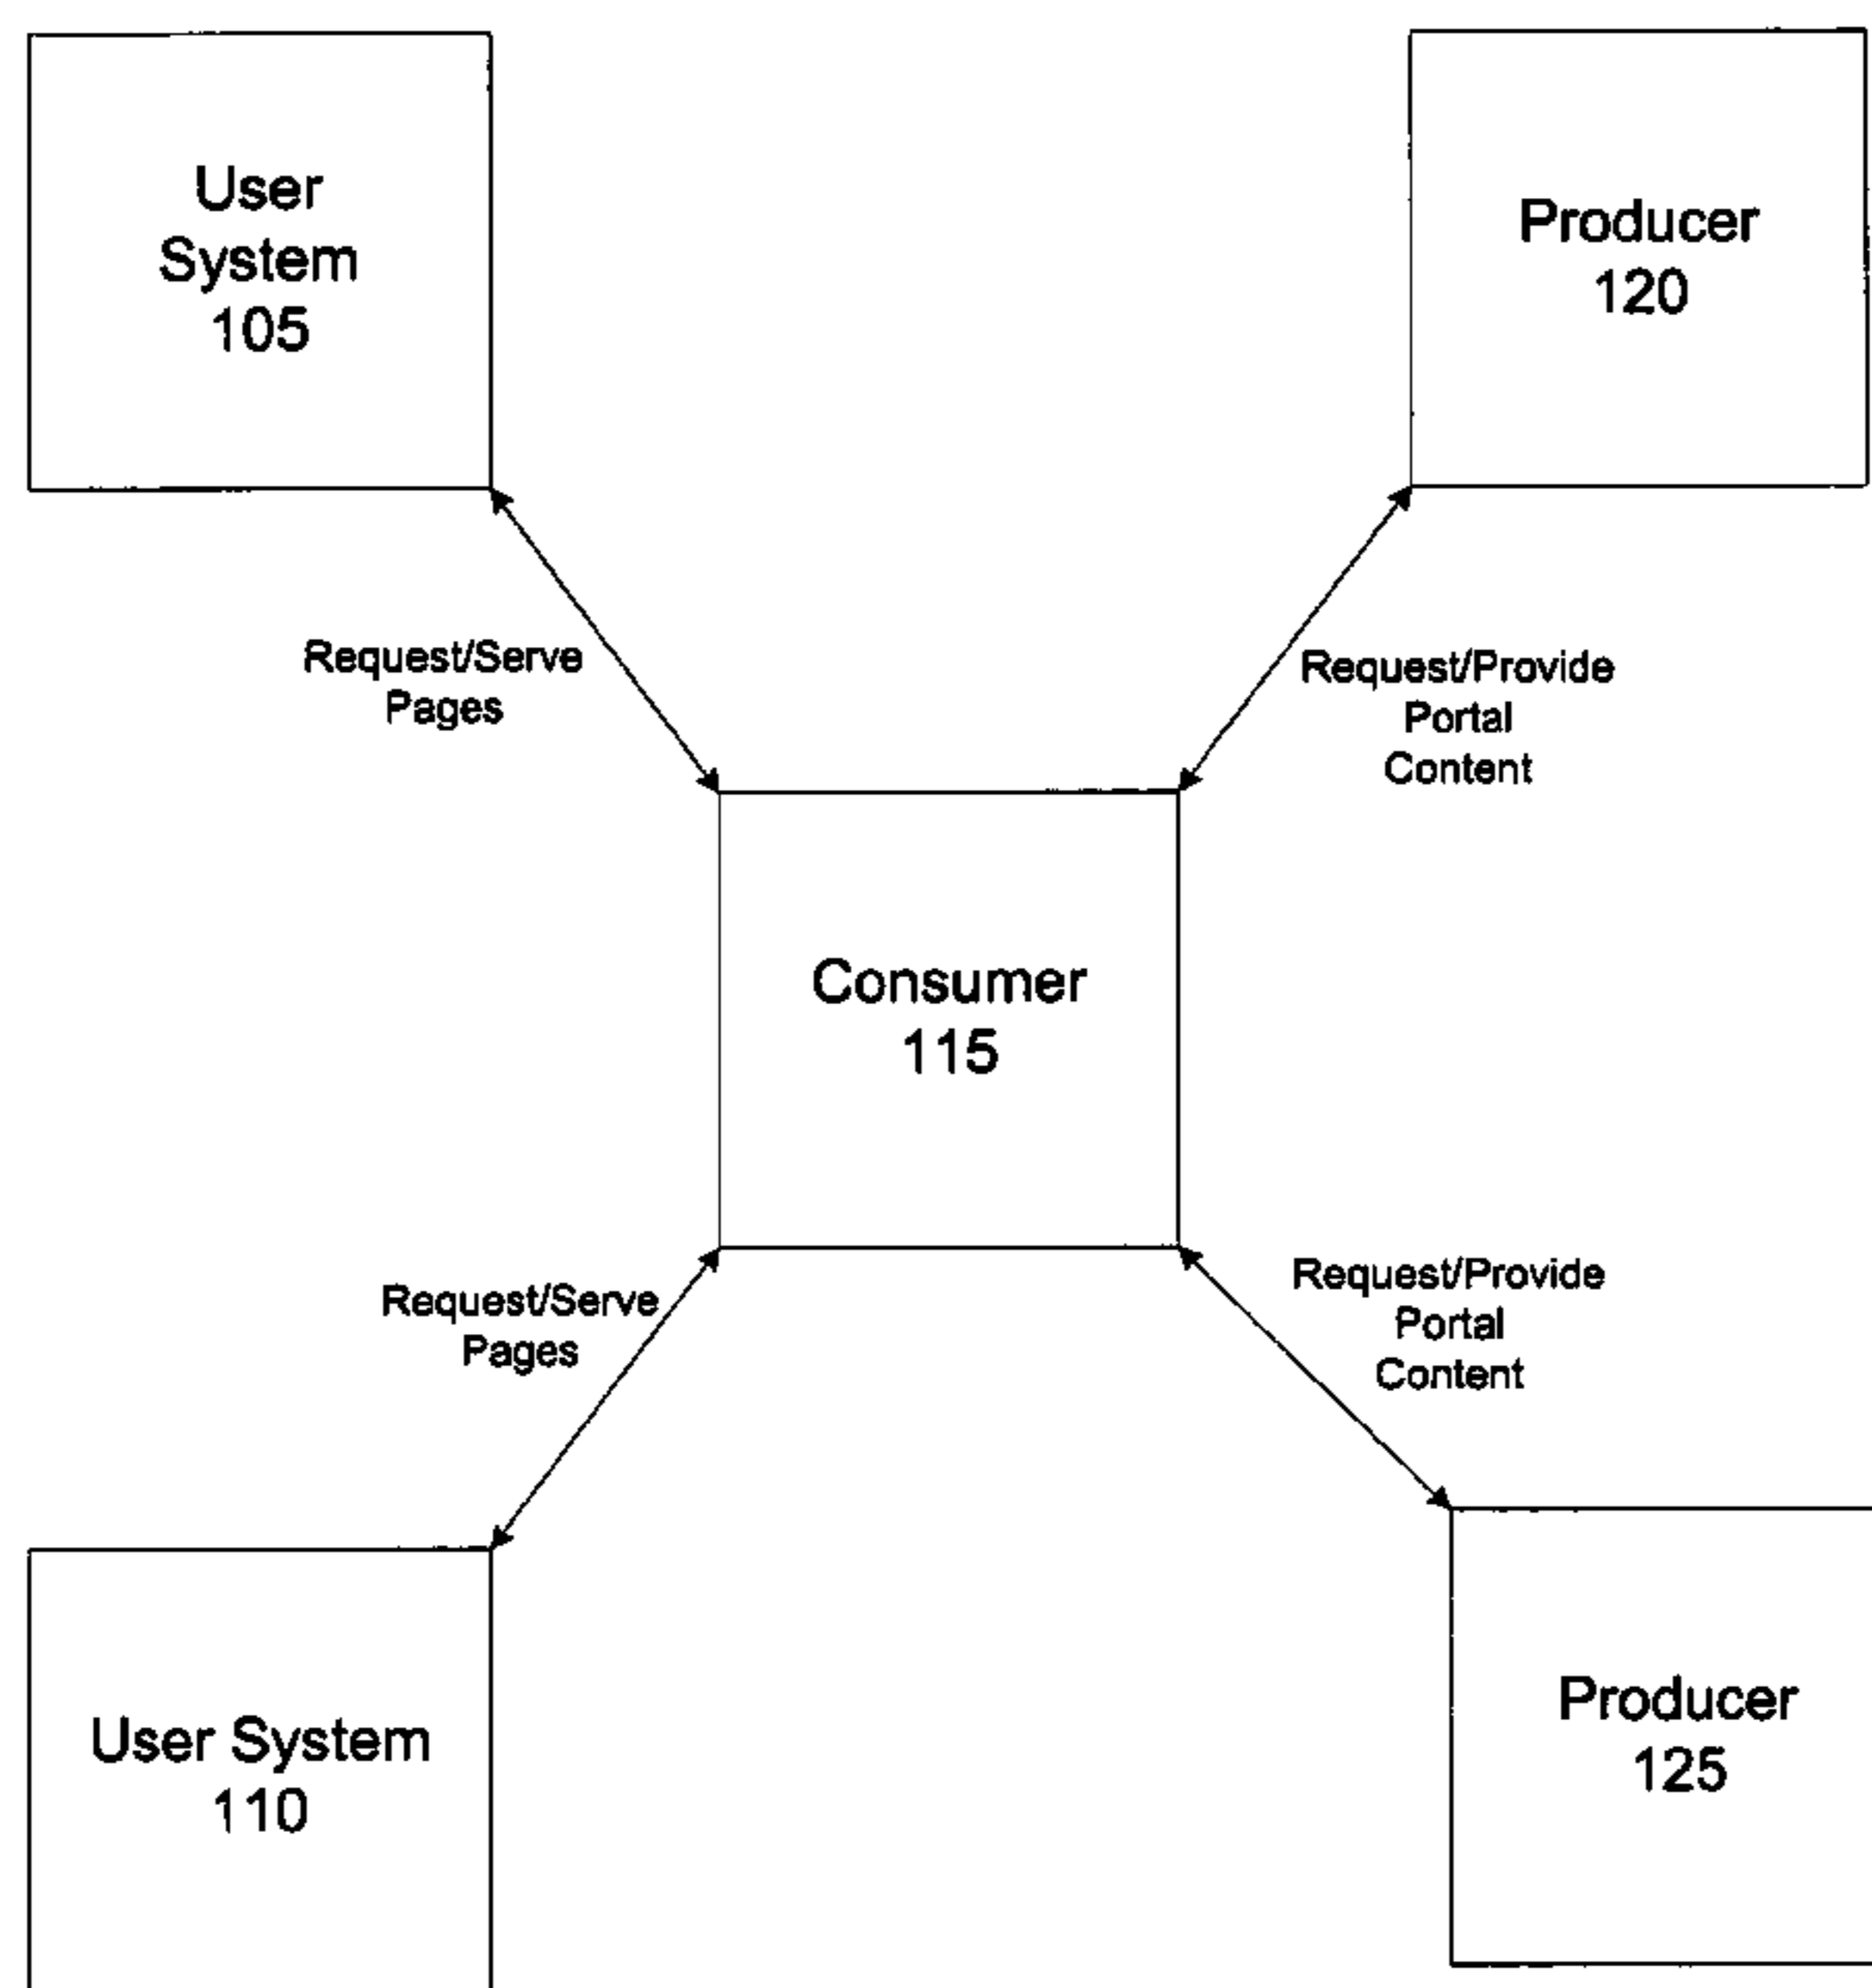 User
System
105
Producer
120
Request/Serve
Pages
Request/Provide
Portal
Content
Consumer
115
Request/Serve
Pages
Request/Provide
Portal
Content
User System
110
Producer
125